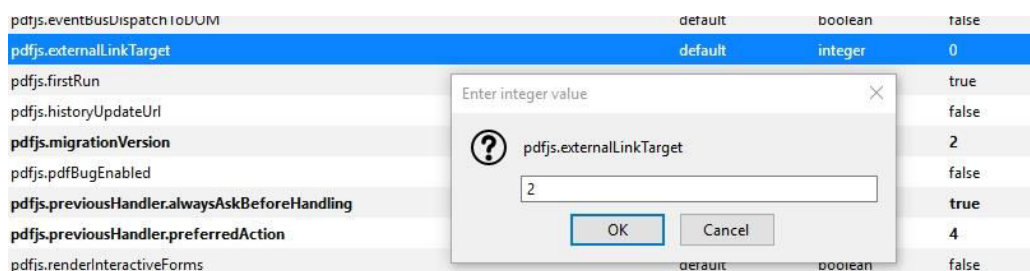 pdfjs.eventBusDispatchToDOM default boolean false
pdfjs.externalLinkTarget default integer 0
pdfjs.firstRun true
Enter integer value
pdfjs.historyUpdateUrl false
pdfjs.migrationVersion 2
pdfjs.externalLinkTarget
pdfjs.pdfBugEnabled false
2
pdfjs.previousHandler.alwaysAskBeforeHandling true
OK Cancel
pdfjs.previousHandler.preferredAction 4
pdfjs.renderInteractiveForms default boolean false